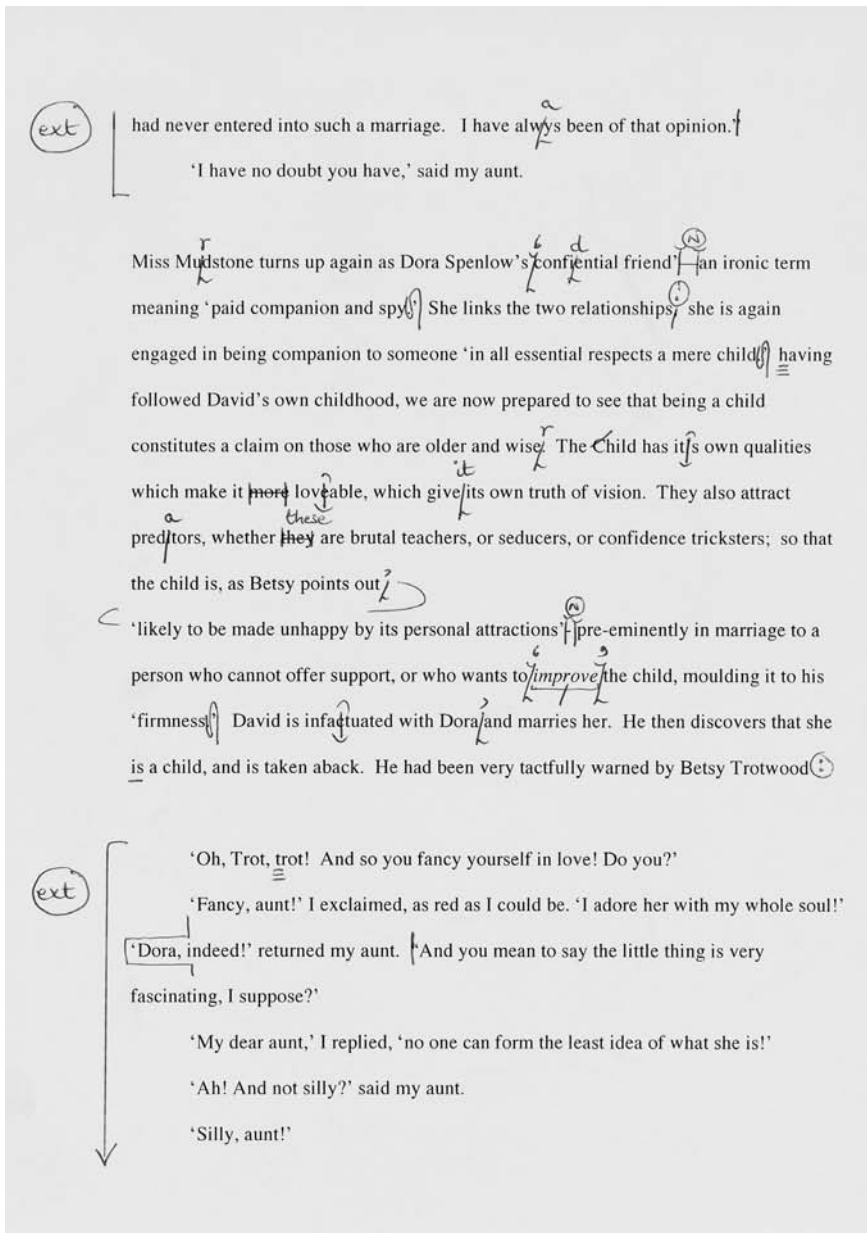 a
ext had never entered into such a marriage. I have alwys been of that opinion.'
'I have no doubt you have,' said my aunt.
r d N
Miss Mudstone turns up again as Dora Spenlow's confiential friend' - an ironic term
meaning 'paid companion and spy'. She links the two relationships, she is again
engaged in being companion to someone 'in all essential respects a mere child'. having
followed David's own childhood, we are now prepared to see that being a child
r
constitutes a claim on those who are older and wise. The Child has it's own qualities
it
which make it more loveable, which give its own truth of vision. They also attract
a these
preditors, whether they are brutal teachers, or seducers, or confidence tricksters; so that
the child is, as Betsy points out,
N
'likely to be made unhappy by its personal attractions' - pre-eminently in marriage to a
person who cannot offer support, or who wants to improve the child, moulding it to his
'firmness'. David is infactuated with Dora, and marries her. He then discovers that she
is a child, and is taken aback. He had been very tactfully warned by Betsy Trotwood:
'Oh, Trot, trot! And so you fancy yourself in love! Do you?'
ext 'Fancy, aunt!' I exclaimed, as red as I could be. 'I adore her with my whole soul!'
'Dora, indeed!' returned my aunt. 'And you mean to say the little thing is very
fascinating, I suppose?'
'My dear aunt,' I replied, 'no one can form the least idea of what she is!'
'Ah! And not silly?' said my aunt.
'Silly, aunt!'